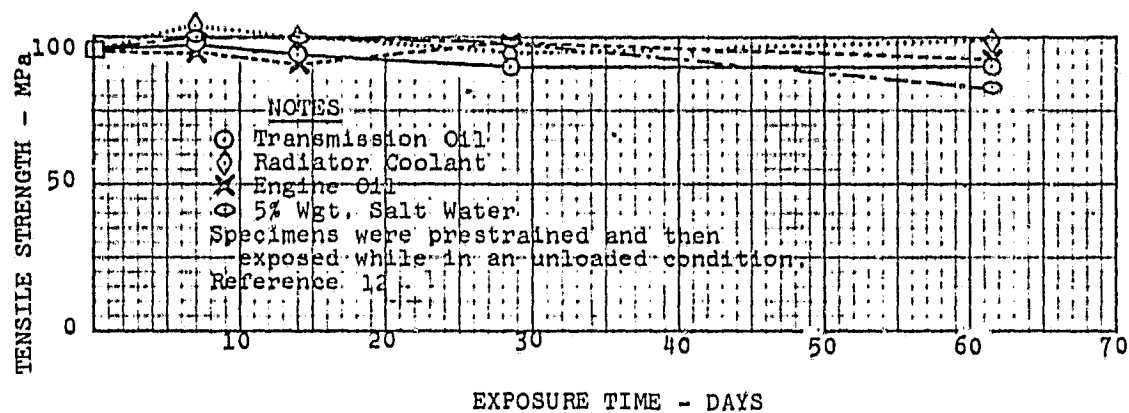 TENSILE STRENGTH - MPa
100
50
0
NOTES
Transmission Oil
Radiator Coolant
Engine Oil
5% Wgt. Salt Water
Specimens were prestrained and then
exposed while in an unloaded condition.
Reference 12
10 20 30 40 50 60 70
EXPOSURE TIME - DAYS